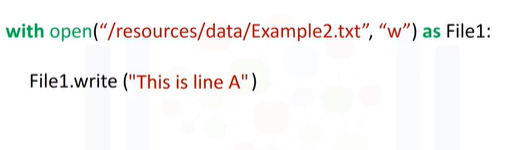 with open(“/resources/data/Example2.txt”, “w”) as File1:
File1.write ("This is line A")